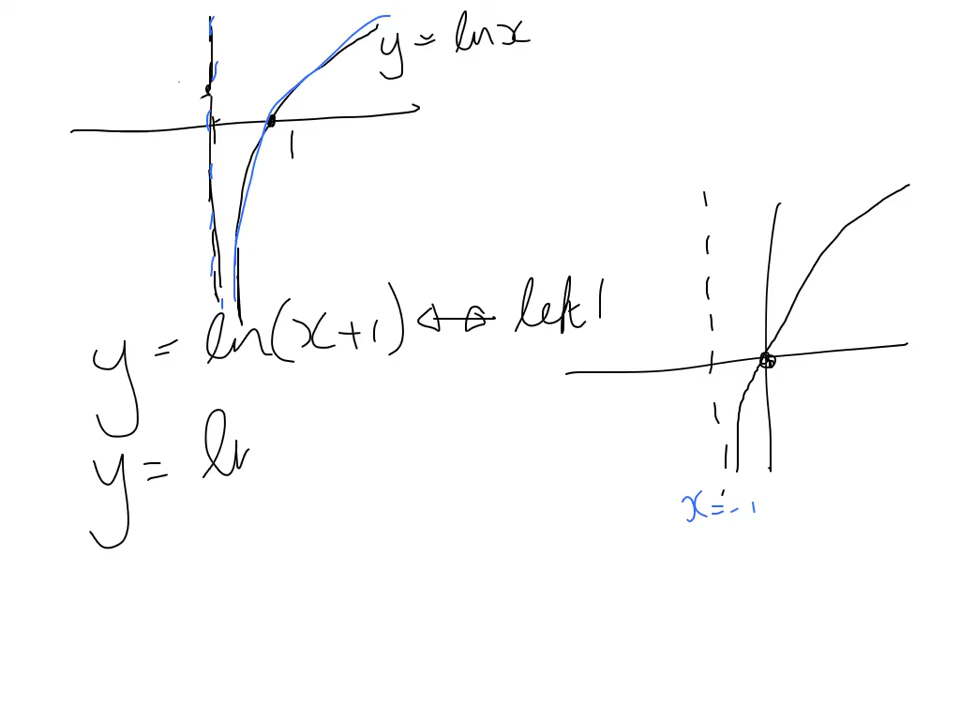 y = ln x
1
y = ln(x+1) ↔ left 1
y = ln
x = -1